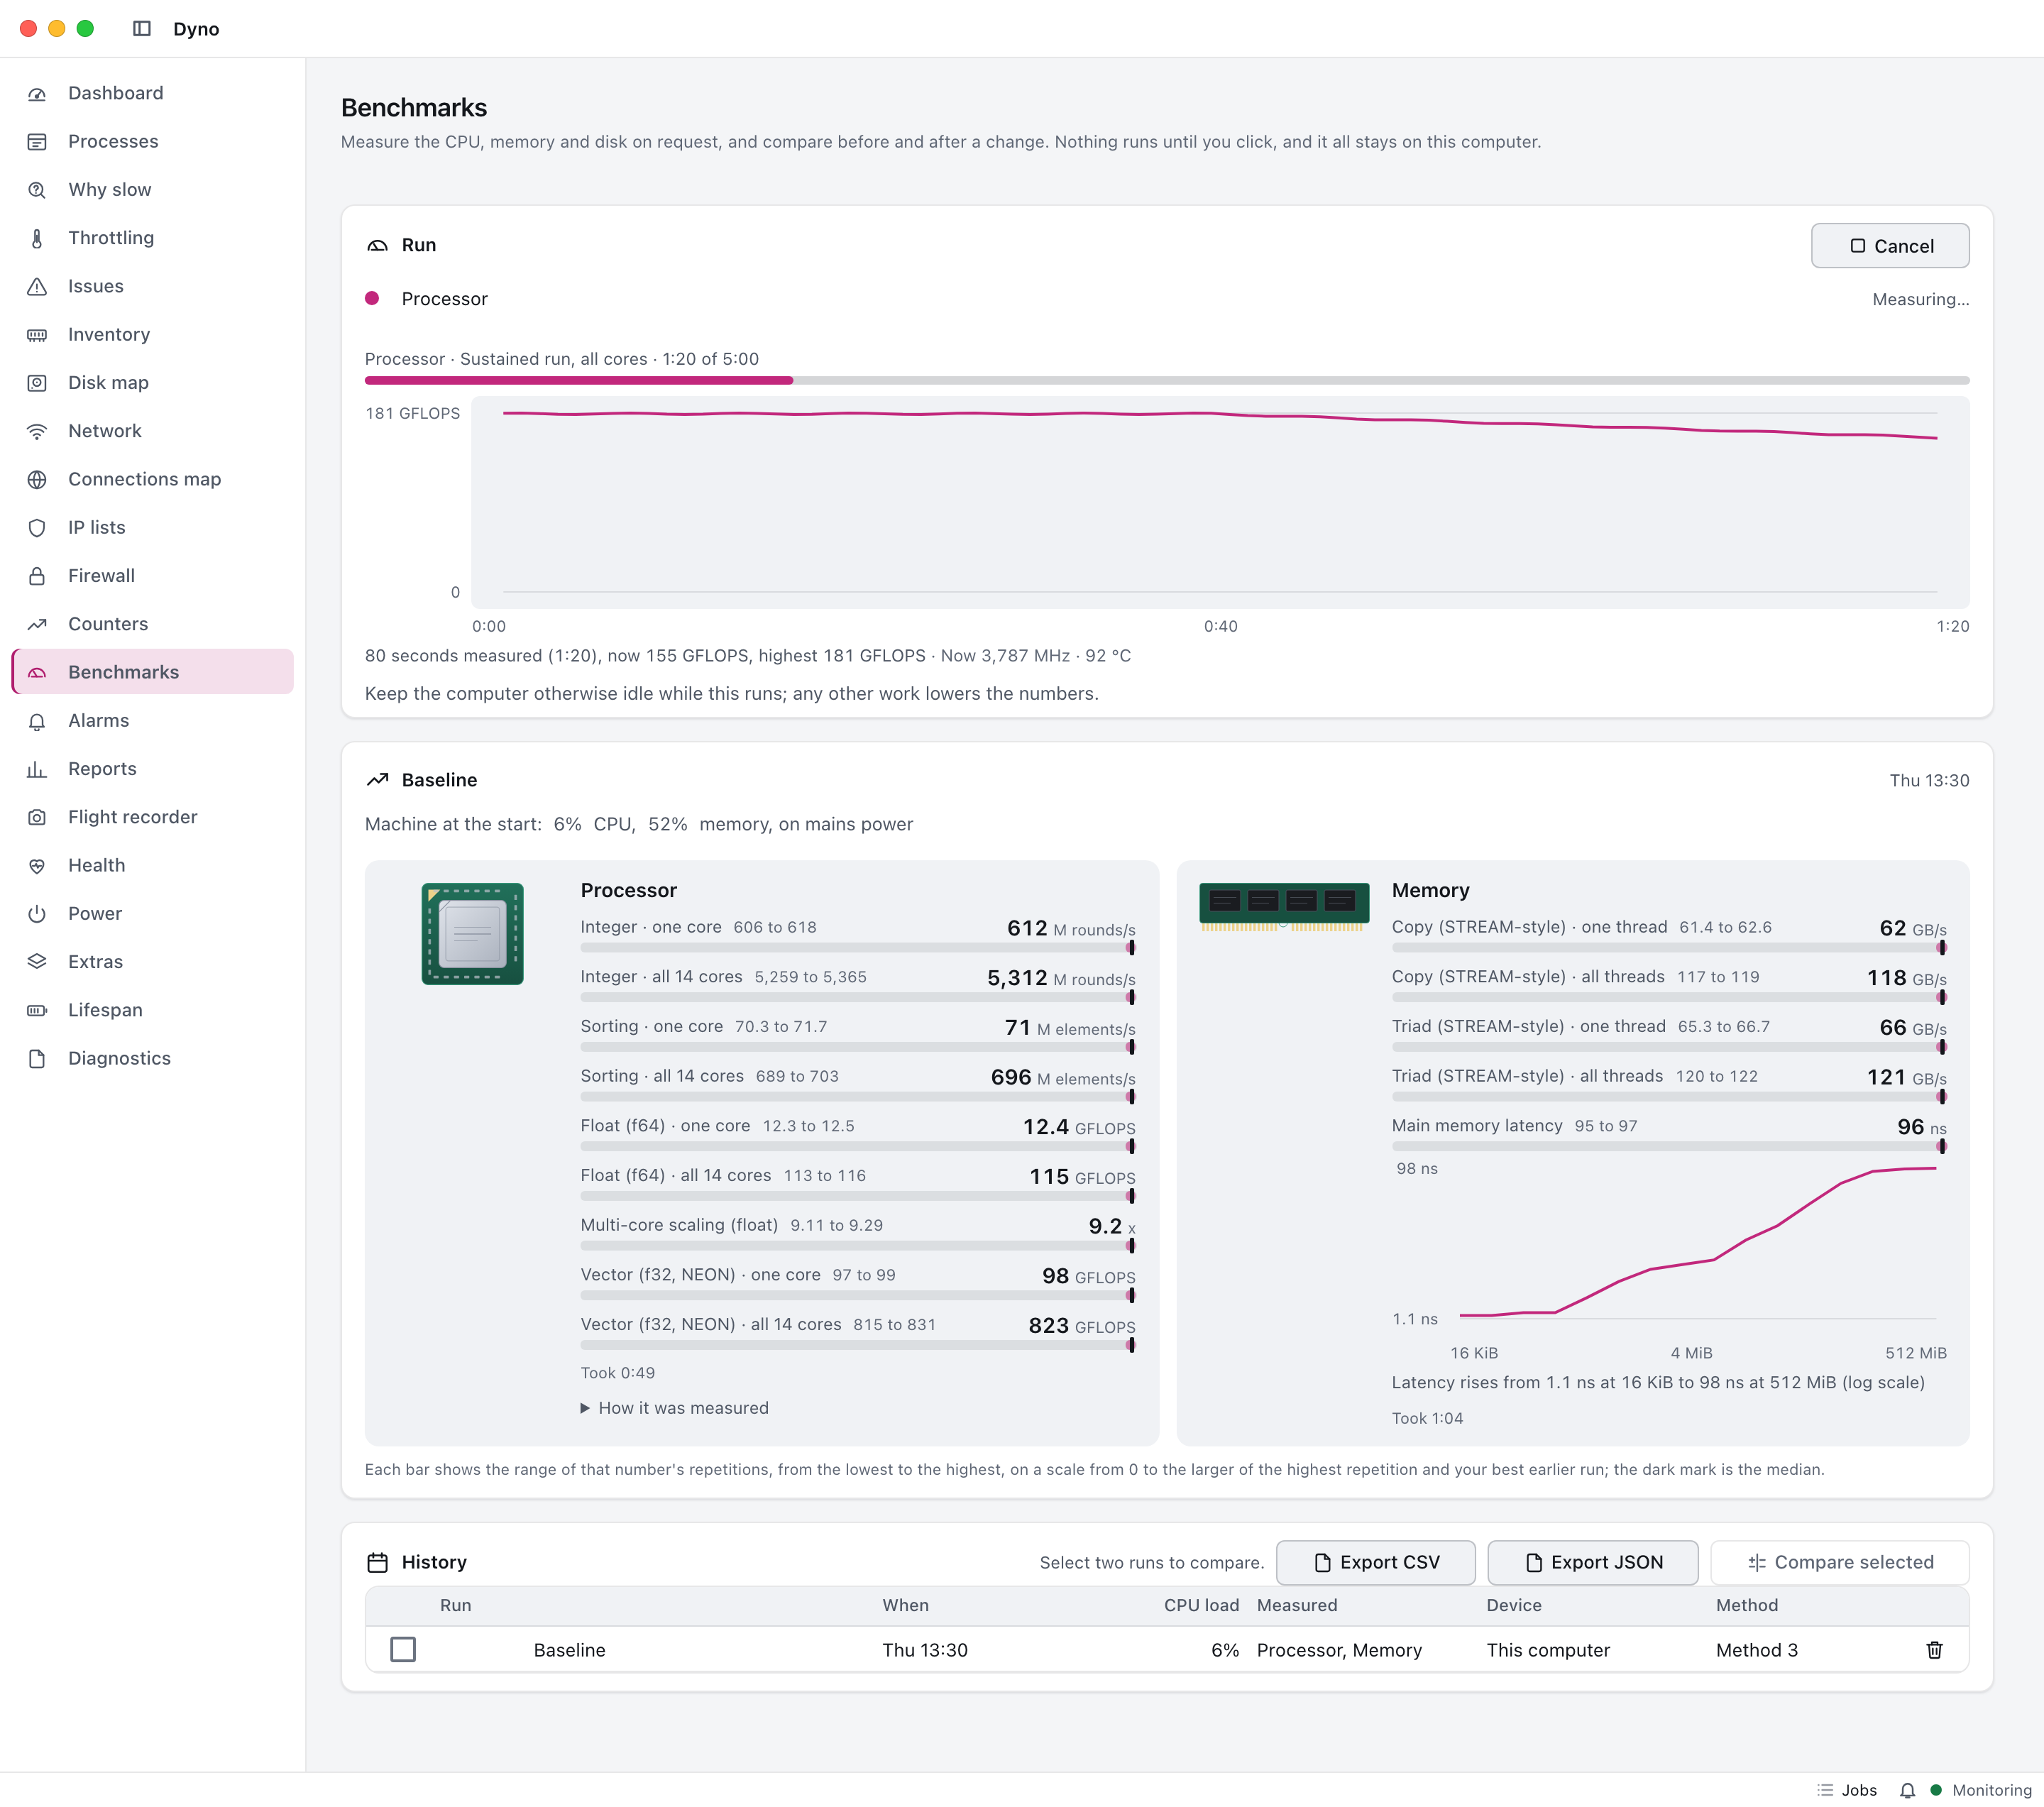 Dyno
Dashboard
Processes
Why slow
Throttling
Issues
Inventory
Disk map
Network
Connections map
IP lists
Firewall
Counters
Benchmarks
Alarms
Reports
Flight recorder
Health
Power
Extras
Lifespan
Diagnostics
Benchmarks
Measure the CPU, memory and disk on request, and compare before and after a change. Nothing runs until you click, and it all stays on this computer.
Run
Cancel
Processor
Measuring...
Processor · Sustained run, all cores · 1:20 of 5:00
181 GFLOPS
0
0:00 0:40 1:20
80 seconds measured (1:20), now 155 GFLOPS, highest 181 GFLOPS · Now 3,787 MHz · 92 °C
Keep the computer otherwise idle while this runs; any other work lowers the numbers.
Baseline
Thu 13:30
Machine at the start: 6% CPU, 52% memory, on mains power
Processor
Integer · one core 606 to 618 612 M rounds/s
Integer · all 14 cores 5,259 to 5,365 5,312 M rounds/s
Sorting · one core 70.3 to 71.7 71 M elements/s
Sorting · all 14 cores 689 to 703 696 M elements/s
Float (f64) · one core 12.3 to 12.5 12.4 GFLOPS
Float (f64) · all 14 cores 113 to 116 115 GFLOPS
Multi-core scaling (float) 9.11 to 9.29 9.2 x
Vector (f32, NEON) · one core 97 to 99 98 GFLOPS
Vector (f32, NEON) · all 14 cores 815 to 831 823 GFLOPS
Took 0:49
How it was measured
Memory
Copy (STREAM-style) · one thread 61.4 to 62.6 62 GB/s
Copy (STREAM-style) · all threads 117 to 119 118 GB/s
Triad (STREAM-style) · one thread 65.3 to 66.7 66 GB/s
Triad (STREAM-style) · all threads 120 to 122 121 GB/s
Main memory latency 95 to 97 96 ns
98 ns
1.1 ns
16 KiB 4 MiB 512 MiB
Latency rises from 1.1 ns at 16 KiB to 98 ns at 512 MiB (log scale)
Took 1:04
Each bar shows the range of that number's repetitions, from the lowest to the highest, on a scale from 0 to the larger of the highest repetition and your best earlier run; the dark mark is the median.
History
Select two runs to compare.
Export CSV
Export JSON
Compare selected
Run When CPU load Measured Device Method
Baseline Thu 13:30 6% Processor, Memory This computer Method 3
Jobs
Monitoring